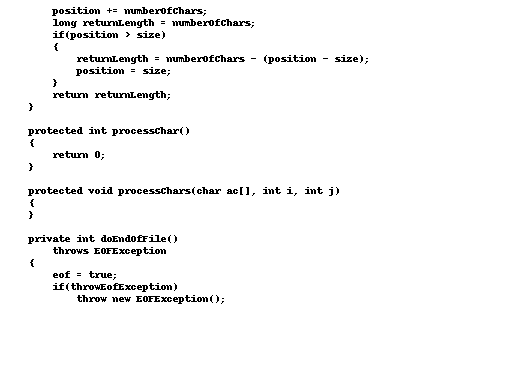 position += numberOfChars;
long returnLength = numberOfChars;
if(position > size)
{
returnLength = numberOfChars - (position - size);
position = size;
}
return returnLength;
}
protected int processChar()
{
return 0;
}
protected void processChars(char ac[], int i, int j)
{
}
private int doEndOfFile()
throws EOFException
{
eof = true;
if(throwEofException)
throw new EOFException();